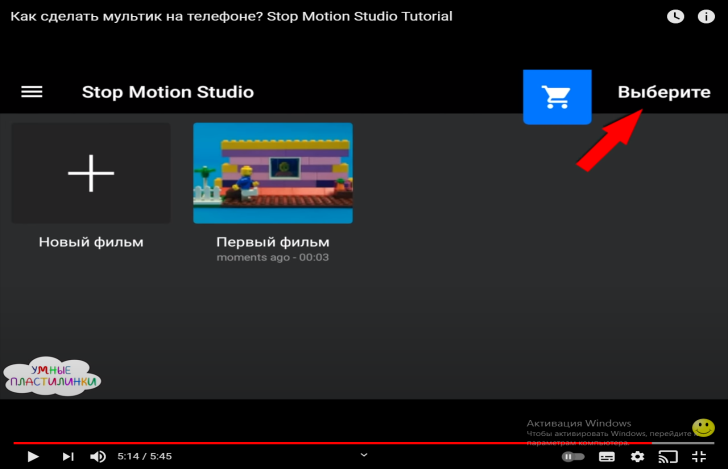 Как сделать мультик на телефоне? Stop Motion Studio Tutorial
Stop Motion Studio
Выберите
Новый фильм
Первый фильм
moments ago - 00:03
УМНЫЕ
ПЛАСТИЛИНКИ
Активация Windows
Чтобы активировать Windows, перейдите к
параметрам компьютера.
5:14 / 5:45